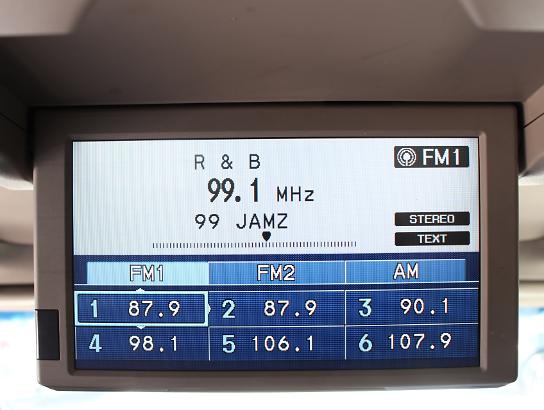 R & B
FM1
99.1 MHz
99 JAMZ
STEREO
TEXT
FM1 FM2 AM
1 87.9 2 87.9 3 90.1
4 98.1 5 106.1 6 107.9